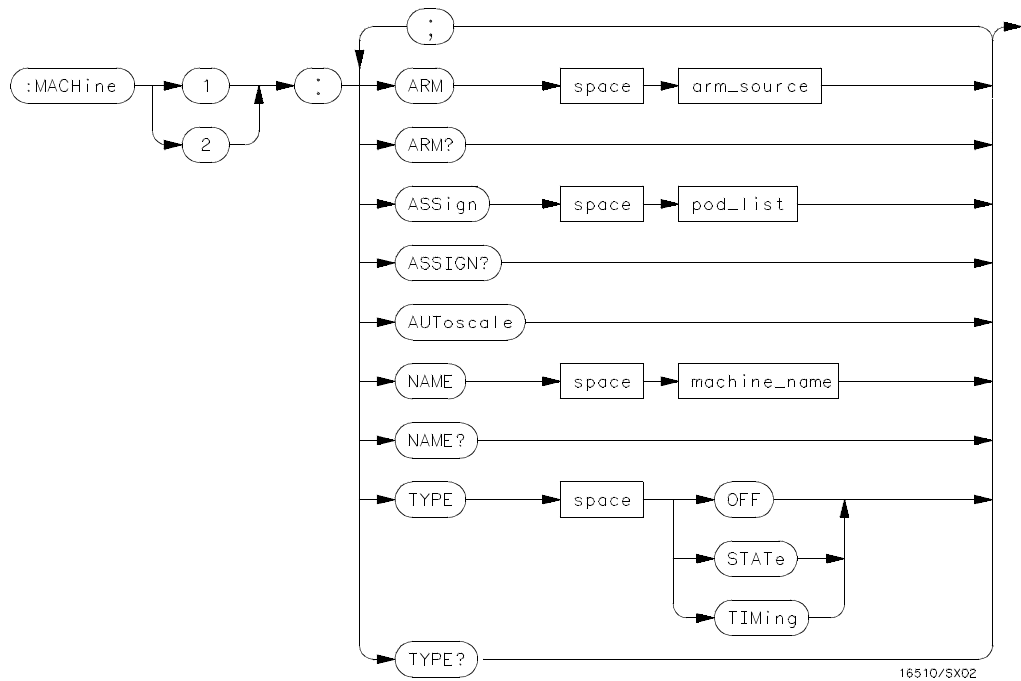 ;
:MACHine 1 : ARM space arm_source
2 ARM?
ASSign space pod_list
ASSIGN?
AUToscale
NAME space machine_name
NAME?
TYPE space OFF
STATe
TIMing
TYPE?
16510/SX02